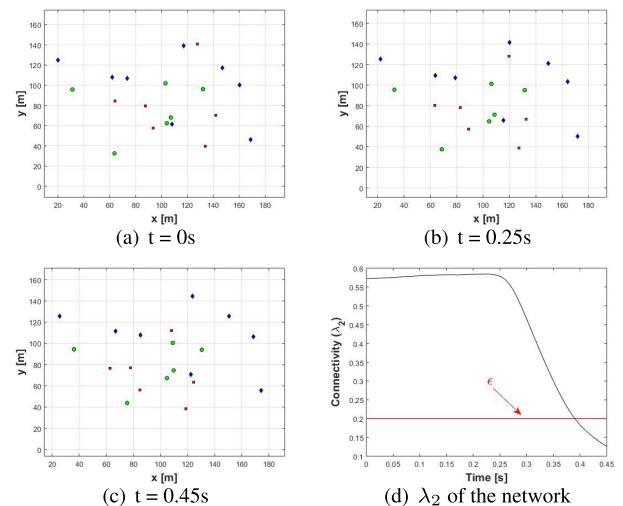 160
140
120
100
80
60
40
20
0
y [m]
20 40 60 80 100 120 140 160 180
x [m]
(a) t = 0s
160
140
120
100
80
60
40
20
0
y [m]
20 40 60 80 100 120 140 160 180
x [m]
(b) t = 0.25s
160
140
120
100
80
60
40
20
0
y [m]
20 40 60 80 100 120 140 160 180
x [m]
(c) t = 0.45s
0.6
0.55
0.5
0.45
0.4
0.35
0.3
0.25
0.2
0.15
0.1
Connectivity (λ₂)
ϵ
0 0.05 0.1 0.15 0.2 0.25 0.3 0.35 0.4 0.45
Time [s]
(d) λ₂ of the network